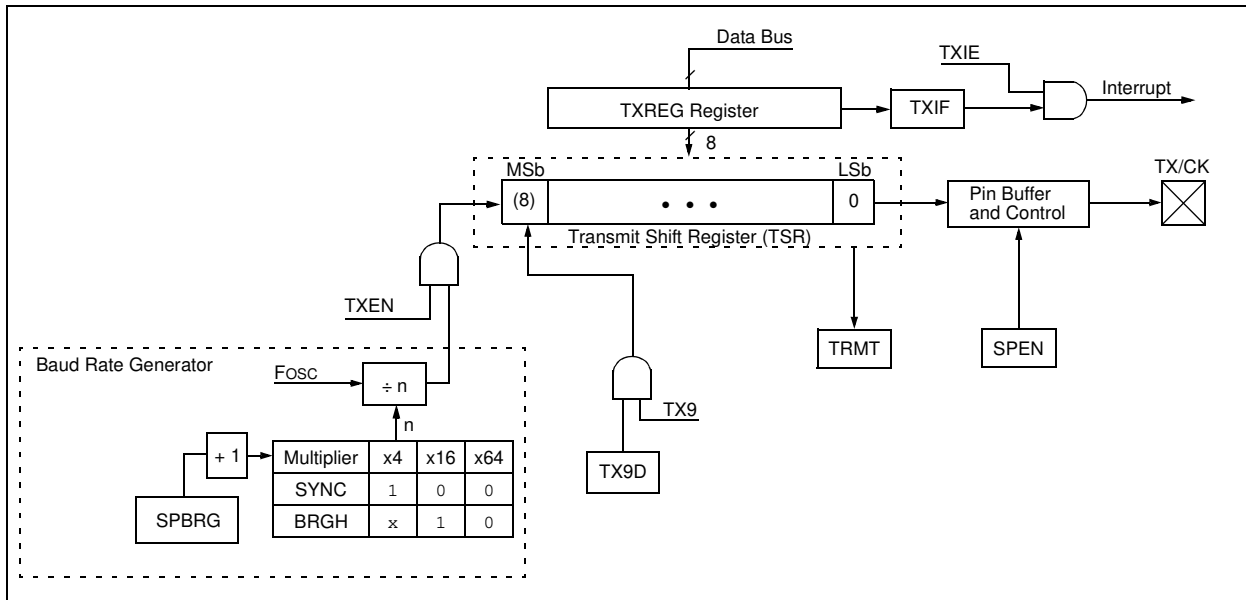 Data Bus
TXIE
Interrupt
TXREG Register
TXIF
8
MSb
LSb
TX/CK
(8)
• • •
0
Pin Buffer
and Control
Transmit Shift Register (TSR)
TXEN
TRMT
SPEN
Baud Rate Generator
FOSC
÷ n
n
TX9
+ 1
Multiplier x4 x16 x64
SYNC 1 0 0
BRGH x 1 0
TX9D
SPBRG